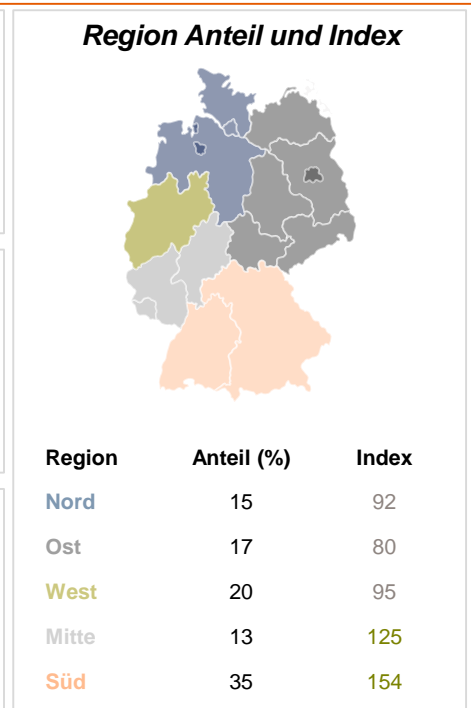 Region Anteil und Index
Region Anteil (%) Index
Nord 15 92
Ost 17 80
West 20 95
Mitte 13 125
Süd 35 154